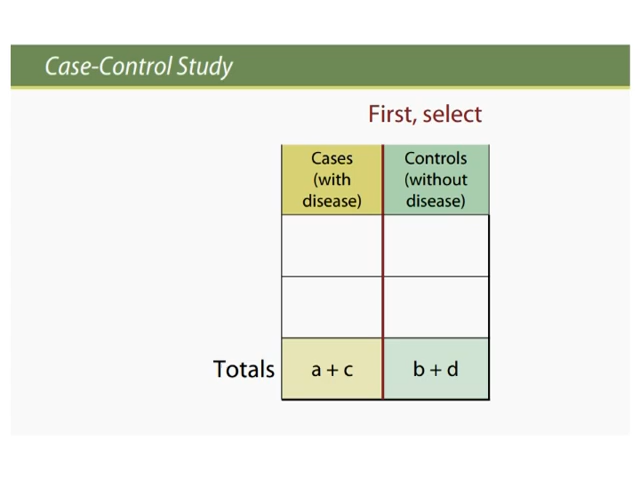 Case-Control Study
First, select
Cases
(with
disease)
Controls
(without
disease)
Totals
a + c
b + d